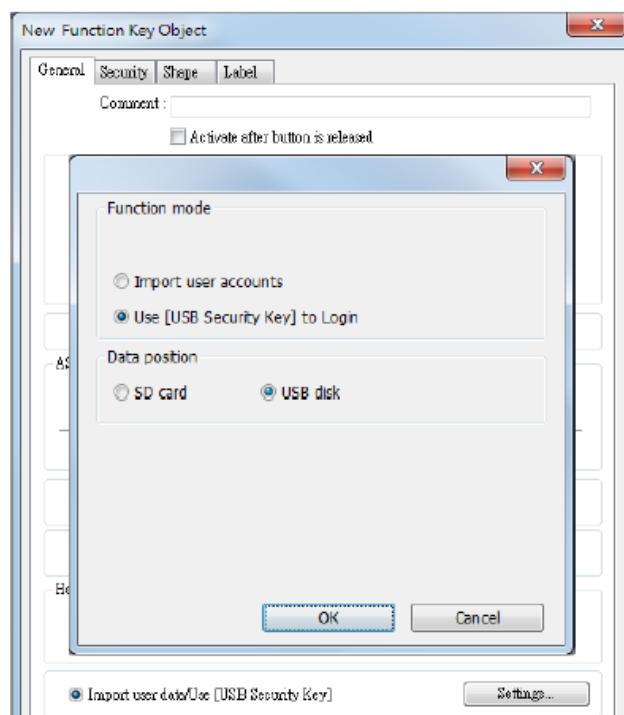 New Function Key Object
General Security Shape Label
Comment :
Activate after button is released
Function mode
Import user accounts
Use [USB Security Key] to Login
Data position
SD card USB disk
OK Cancel
Import user data/Use [USB Security Key] Settings...